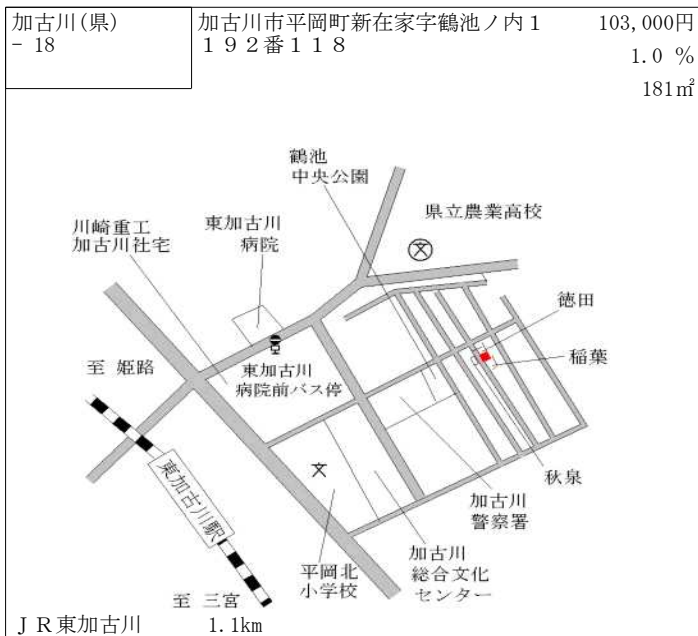 加古川(県)
- 18
加古川市平岡町新在家字鶴池ノ内1
192番118
103,000円
1.0 %
181㎡
鶴池
中央公園
県立農業高校
東加古川
病院
川崎重工
加古川社宅
文
徳田
稲葉
至 姫路
東加古川
病院前バス停
秋泉
東加古川駅
文
加古川
警察署
加古川
総合文化
センター
平岡北
小学校
至 三宮
JR東加古川 1.1km